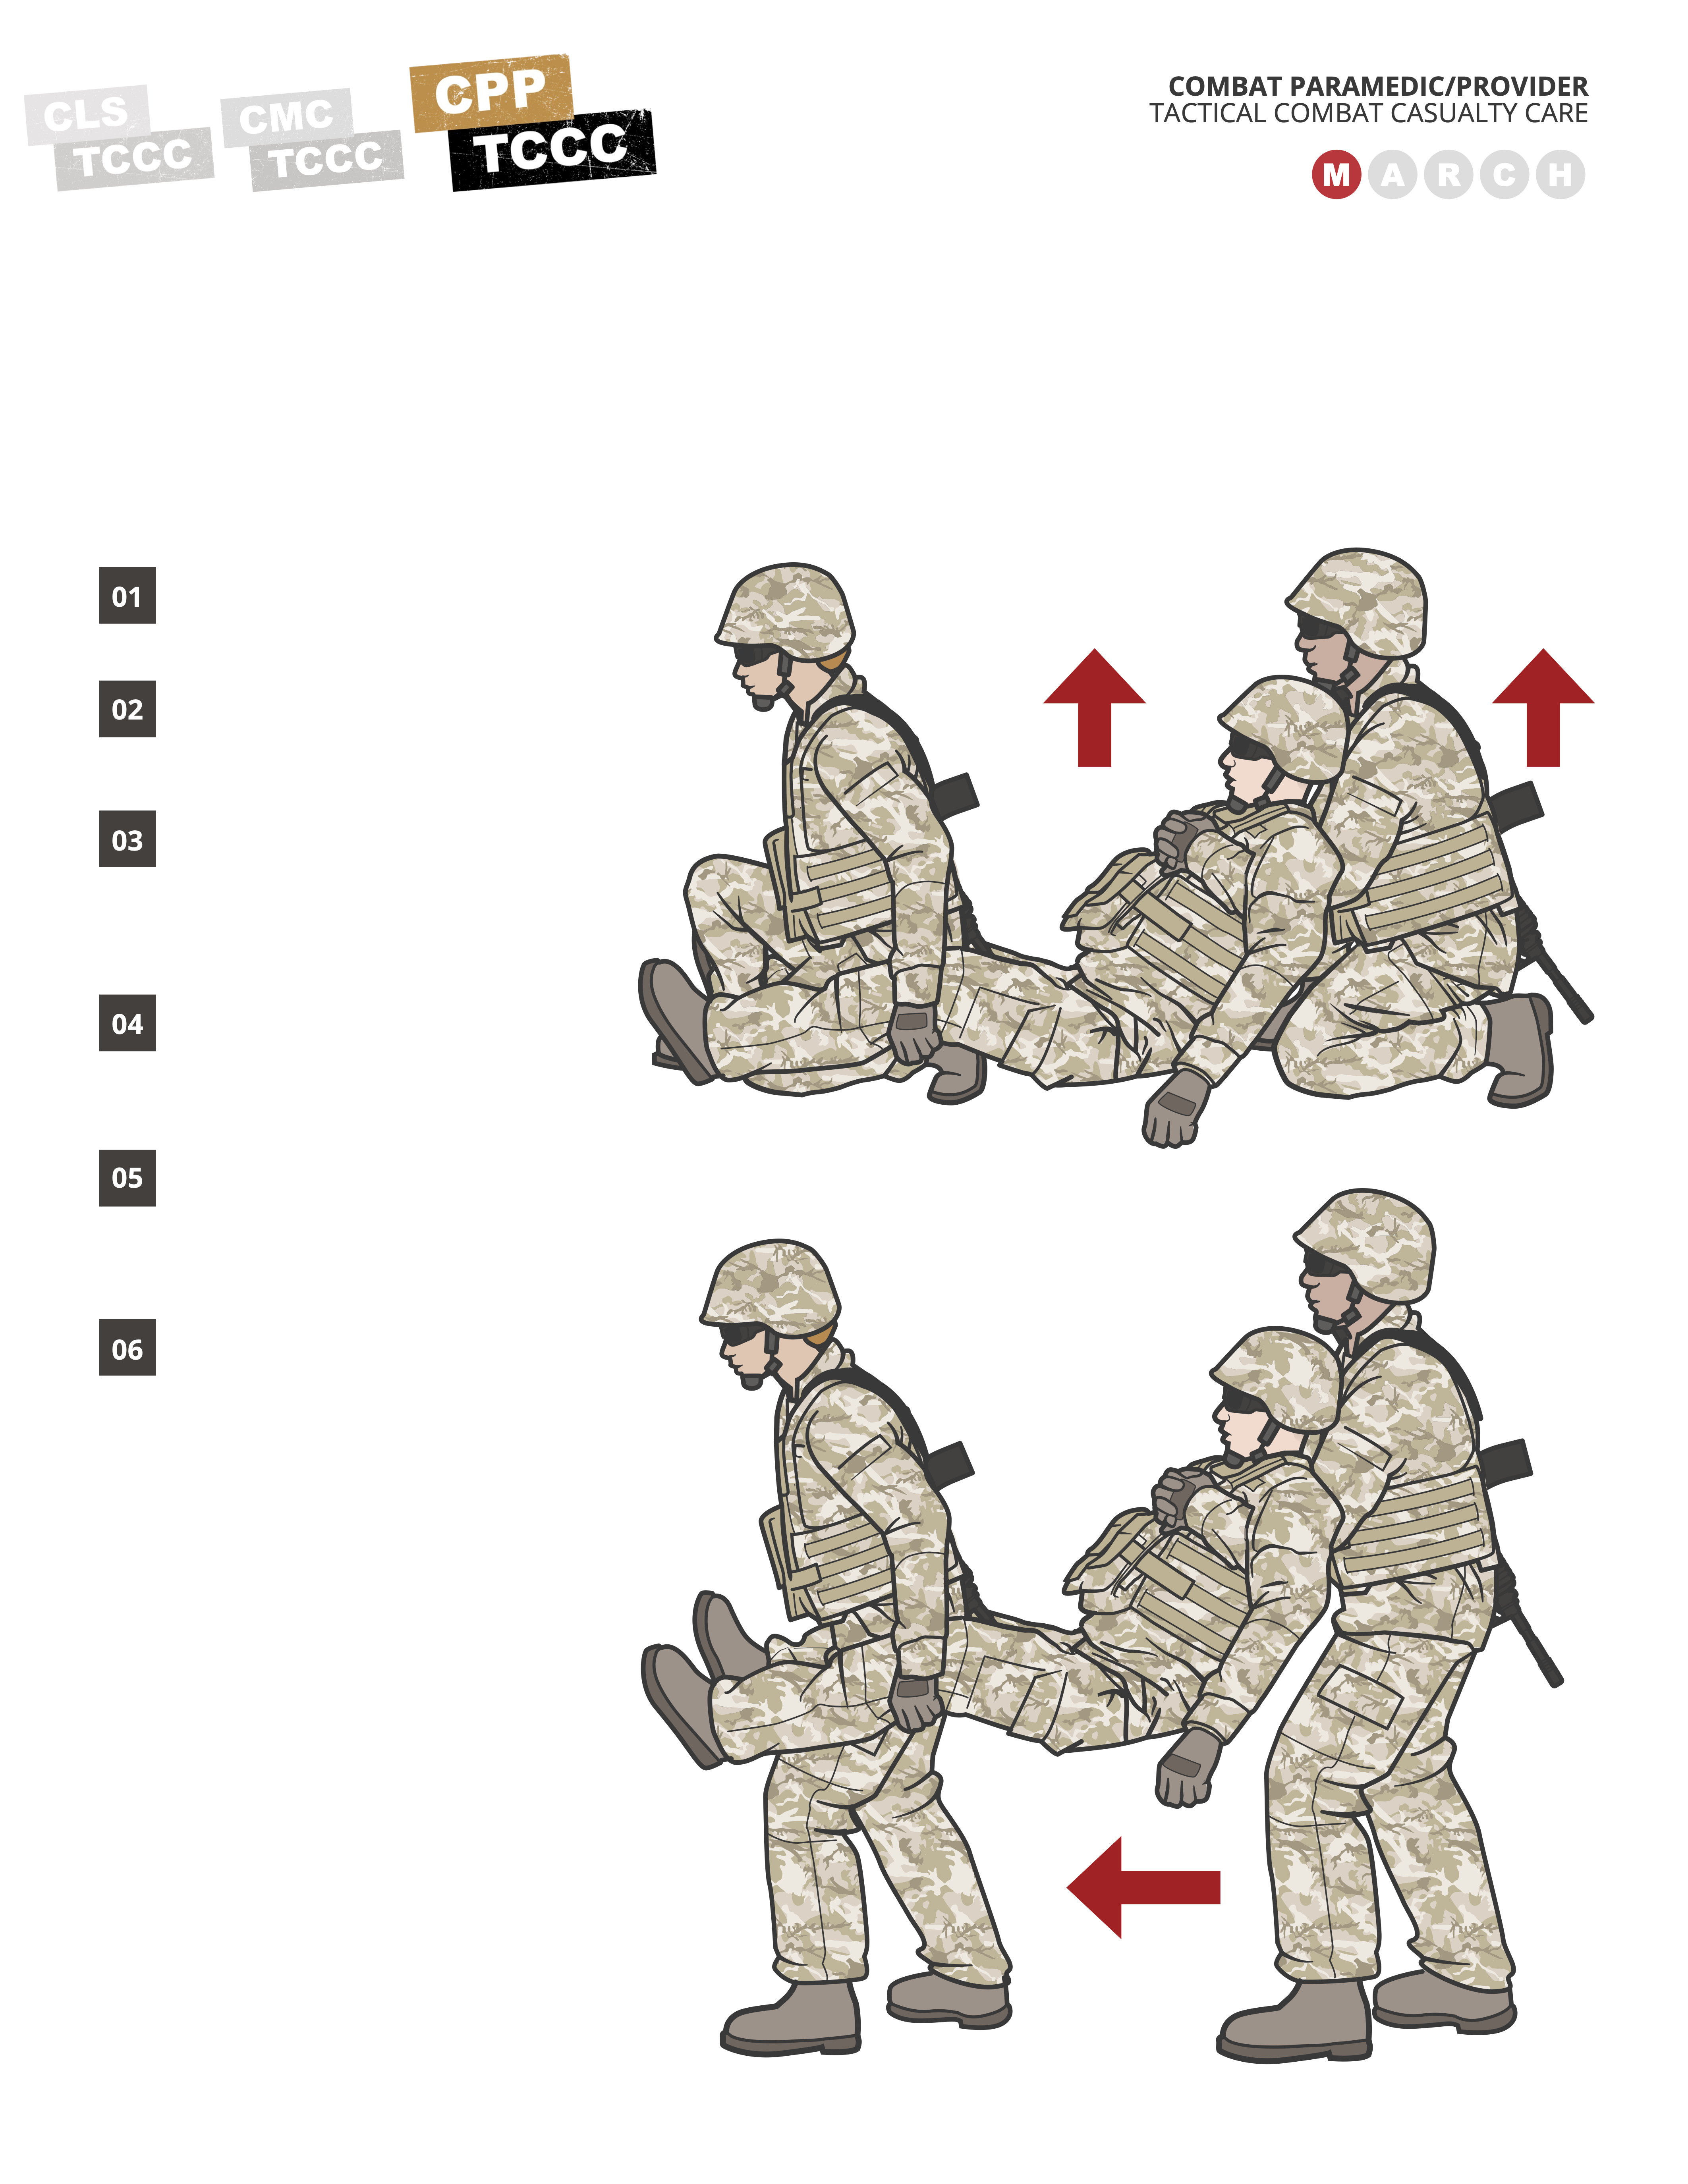 CLS
TCCC
CMC
TCCC
CPP
TCCC
COMBAT PARAMEDIC/PROVIDER
TACTICAL COMBAT CASUALTY CARE
M A R C H
01
02
03
04
05
06